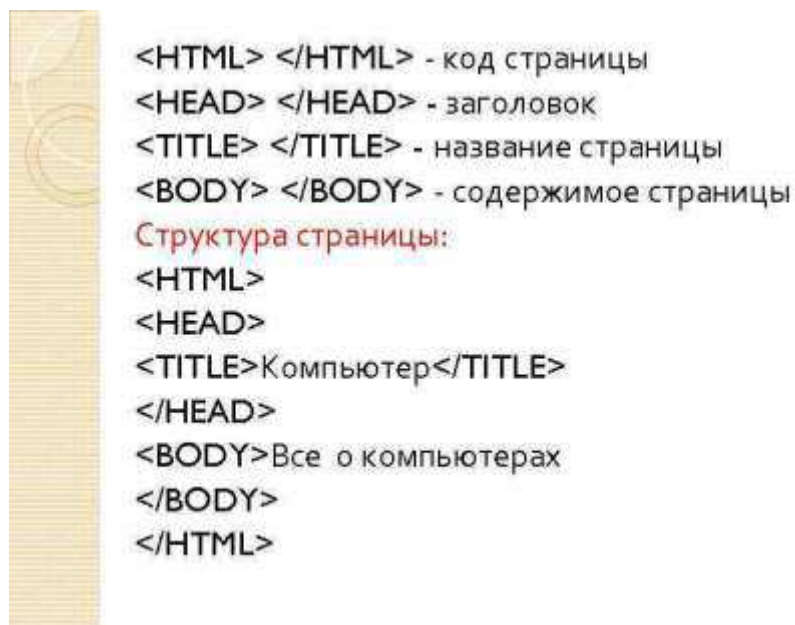 <HTML> </HTML> - код страницы
<HEAD> </HEAD> - заголовок
<TITLE> </TITLE> - название страницы
<BODY> </BODY> - содержимое страницы
Структура страницы:
<HTML>
<HEAD>
<TITLE>Компьютер</TITLE>
</HEAD>
<BODY>Все о компьютерах
</BODY>
</HTML>